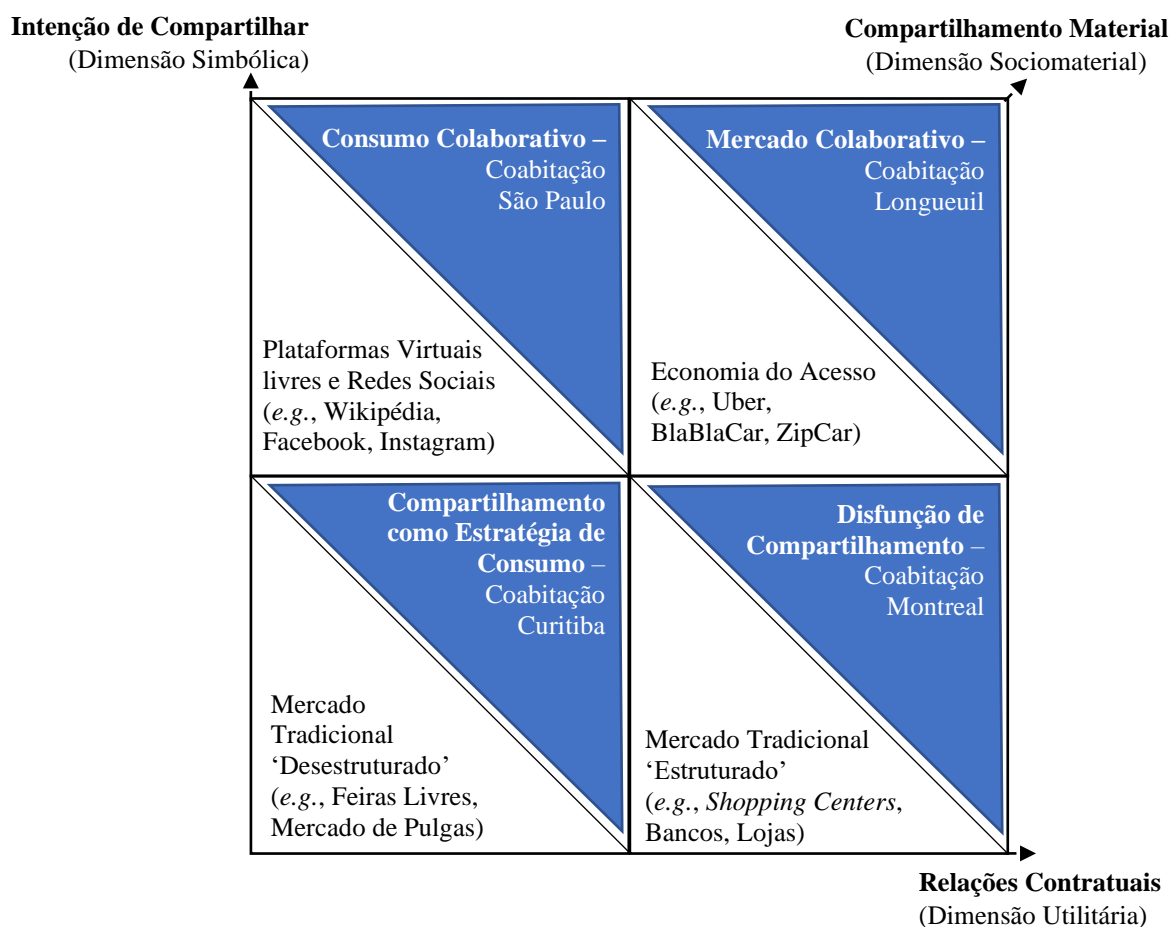 Intenção de Compartilhar
(Dimensão Simbólica)
Compartilhamento Material
(Dimensão Sociomaterial)
Consumo Colaborativo –
Coabitação
São Paulo
Plataformas Virtuais
livres e Redes Sociais
(e.g., Wikipédia,
Facebook, Instagram)
Mercado Colaborativo –
Coabitação
Longueuil
Economia do Acesso
(e.g., Uber,
BlaBlaCar, ZipCar)
Compartilhamento
como Estratégia de
Consumo –
Coabitação
Curitiba
Mercado
Tradicional
‘Desestruturado’
(e.g., Feiras Livres,
Mercado de Pulgas)
Disfunção de
Compartilhamento –
Coabitação
Montreal
Mercado Tradicional
‘Estruturado’
(e.g., Shopping Centers,
Bancos, Lojas)
Relações Contratuais
(Dimensão Utilitária)